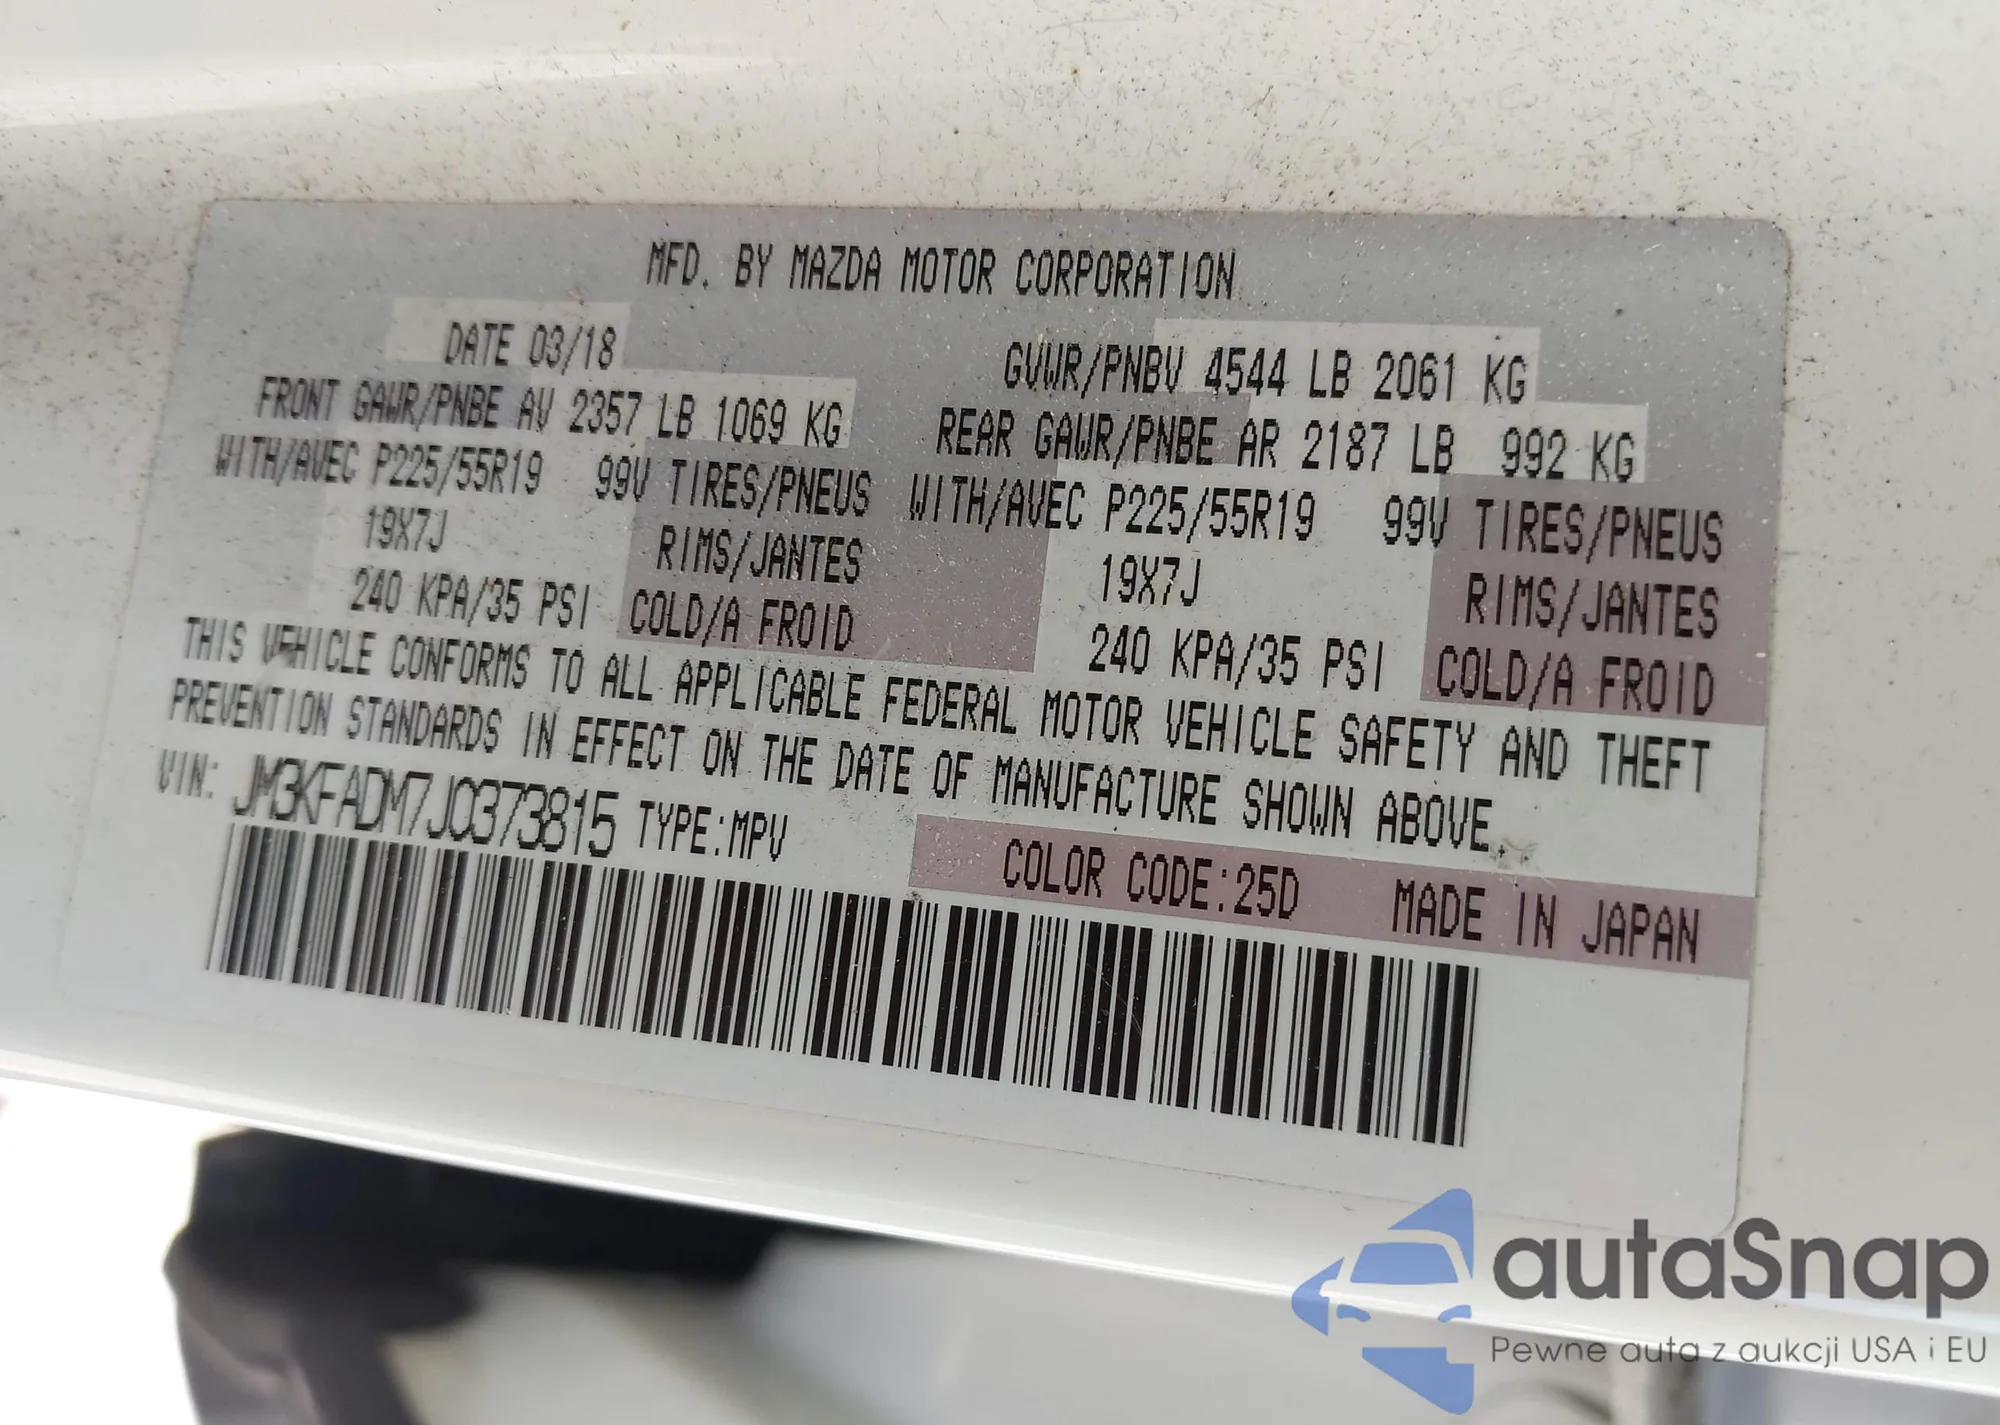 MFD. BY MAZDA MOTOR CORPORATION
DATE 03/18 GVWR/PNBV 4544 LB 2061 KG
FRONT GAWR/PNBE AV 2357 LB 1069 KG REAR GAWR/PNBE AR 2187 LB 992 KG
WITH/AVEC P225/55R19 99V TIRES/PNEUS WITH/AVEC P225/55R19 99V TIRES/PNEUS
19X7J RIMS/JANTES 19X7J RIMS/JANTES
240 KPA/35 PSI COLD/A FROID 240 KPA/35 PSI COLD/A FROID
THIS VEHICLE CONFORMS TO ALL APPLICABLE FEDERAL MOTOR VEHICLE SAFETY AND THEFT
PREVENTION STANDARDS IN EFFECT ON THE DATE OF MANUFACTURE SHOWN ABOVE.
VIN: JM3KFADM7J0373815 TYPE:MPV
COLOR CODE:25D MADE IN JAPAN
autaSnap
Pewne auta z aukcji USA i EU